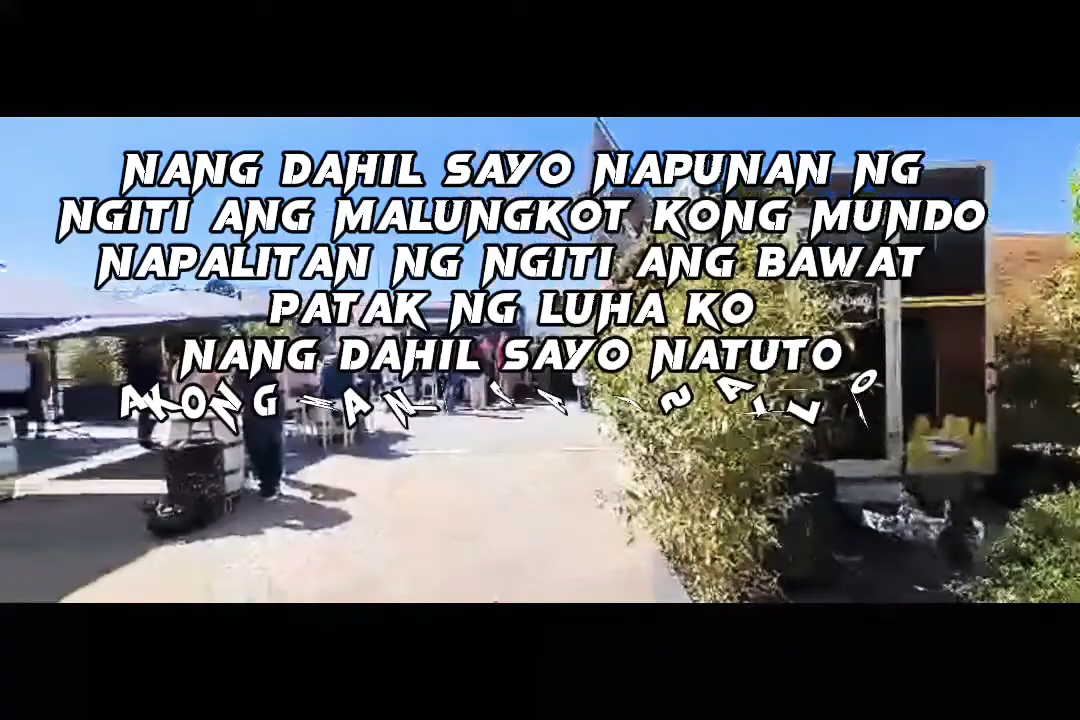 NANG DAHIL SAYO NAPUNAN NG
NGITI ANG MALUNGKOT KONG MUNDO
NAPALITAN NG NGITI ANG BAWAT
PATAK NG LUHA KO
NANG DAHIL SAYO NATUTO
AKONG